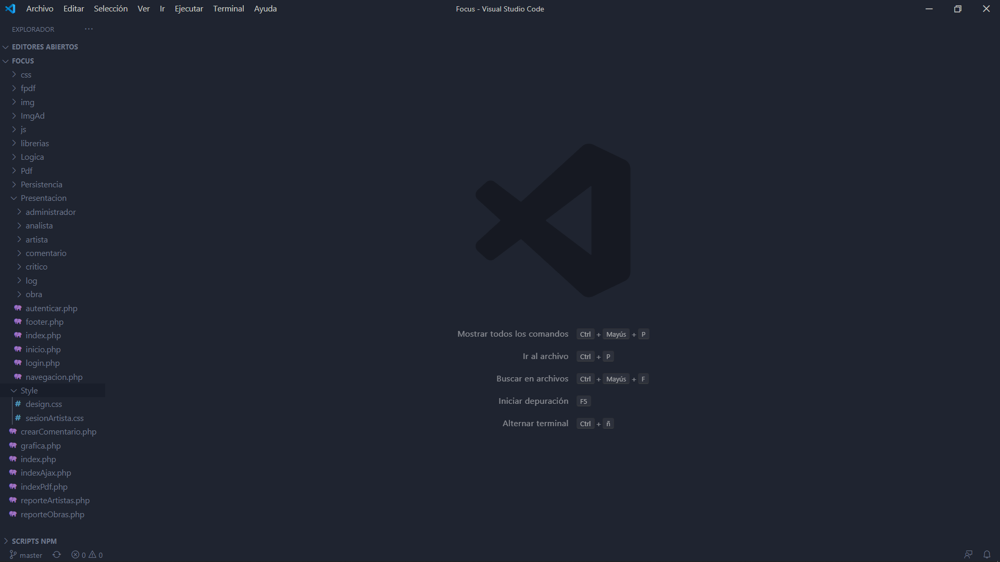 Archivo Editar Selección Ver Ir Ejecutar Terminal Ayuda
Focus - Visual Studio Code
EXPLORADOR ···
EDITORES ABIERTOS
FOCUS
css
fpdf
img
ImgAd
js
librerias
Logica
Pdf
Persistencia
Presentacion
administrador
analista
artista
comentario
critico
log
obra
autenticar.php
footer.php
index.php
inicio.php
login.php
navegacion.php
Style
# design.css
# sesionArtista.css
crearComentario.php
grafica.php
index.php
indexAjax.php
indexPdf.php
reporteArtistas.php
reporteObras.php
SCRIPTS NPM
master 0 0
Mostrar todos los comandos Ctrl + Mayús + P
Ir al archivo Ctrl + P
Buscar en archivos Ctrl + Mayús + F
Iniciar depuración F5
Alternar terminal Ctrl + ñ